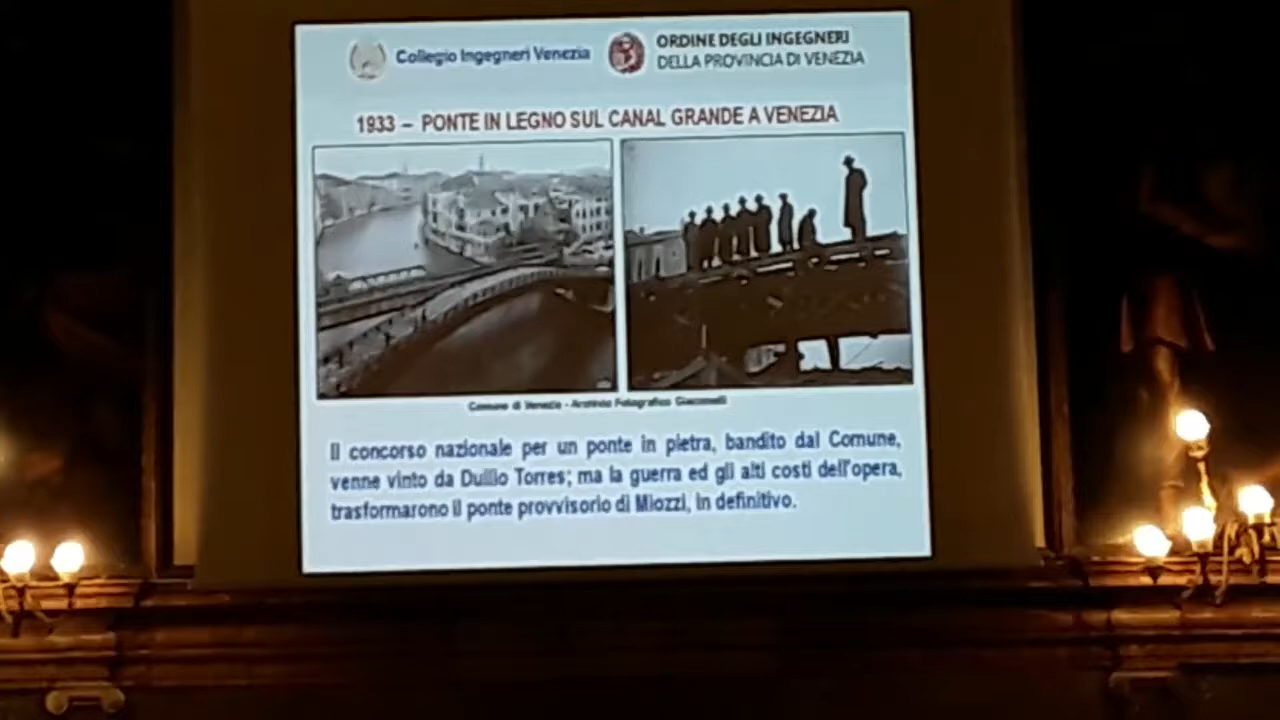 Collegio Ingegneri Venezia
ORDINE DEGLI INGEGNERI
DELLA PROVINCIA DI VENEZIA
1933 – PONTE IN LEGNO SUL CANAL GRANDE A VENEZIA
Comune di Venezia - Archivio Fotografico Giacomelli
Il concorso nazionale per un ponte in pietra, bandito dal Comune,
venne vinto da Duilio Torres; ma la guerra ed gli alti costi dell'opera,
trasformarono il ponte provvisorio di Miozzi, in definitivo.